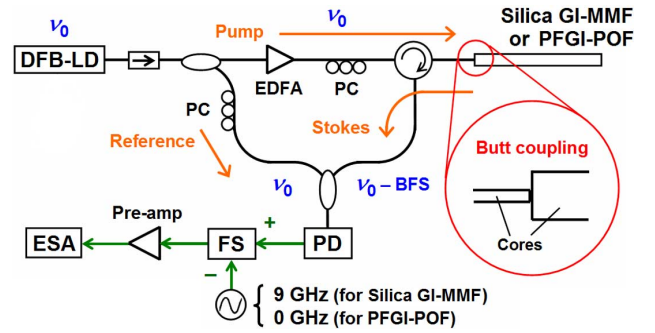 ν0
Pump
ν0
Silica GI-MMF
or PFGI-POF
DFB-LD
EDFA
PC
PC
Stokes
Reference
Butt coupling
ν0
ν0 – BFS
Cores
Pre-amp
ESA
FS
+
PD
–
9 GHz (for Silica GI-MMF)
0 GHz (for PFGI-POF)